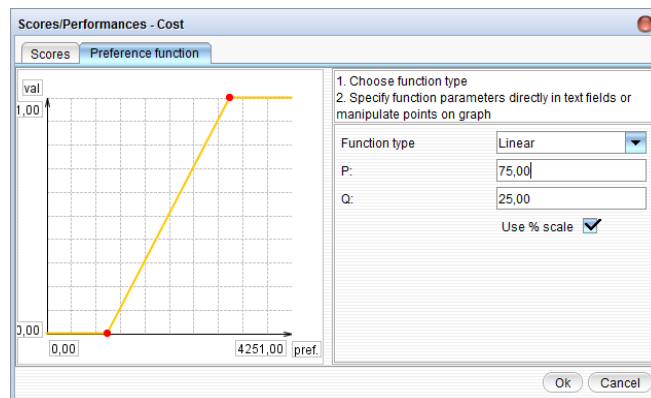 Scores/Performances - Cost
Scores
Preference function
val
1,00
0,00
0,00
4251,00
pref.
1. Choose function type
2. Specify function parameters directly in text fields or
manipulate points on graph
Function type
Linear
P:
75,00
Q:
25,00
Use % scale
Ok
Cancel